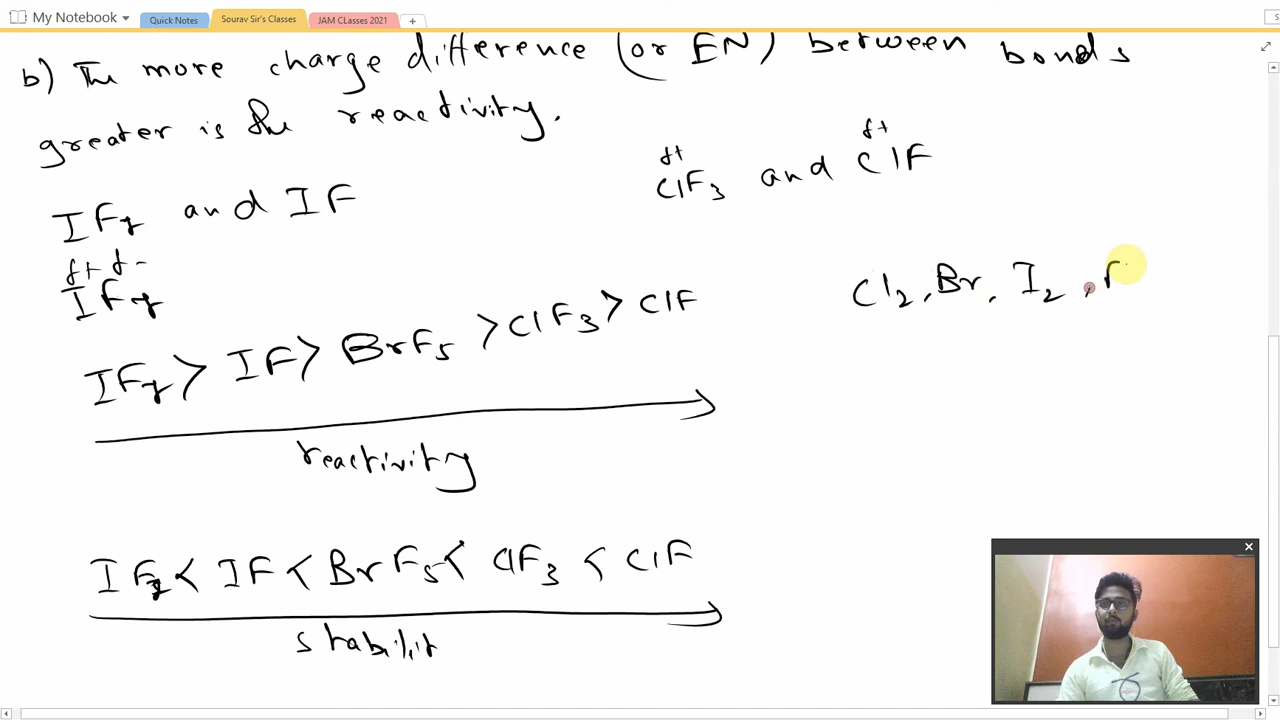 My Notebook
Quick Notes
Sourav Sir's Classes
JAM CLasses 2021
b) The more charge difference (or EN) between bonds
greater is the reactivity.
IF₇ and IF
δ+
ClF₃ and
δ+
ClF
δ+ δ-
IF₇
Cl₂, Br, I₂, F
IF₇ > IF > BrF₅ > ClF₃ > ClF
reactivity
IF₇ < IF < BrF₅ < ClF₃ < ClF
stabilit